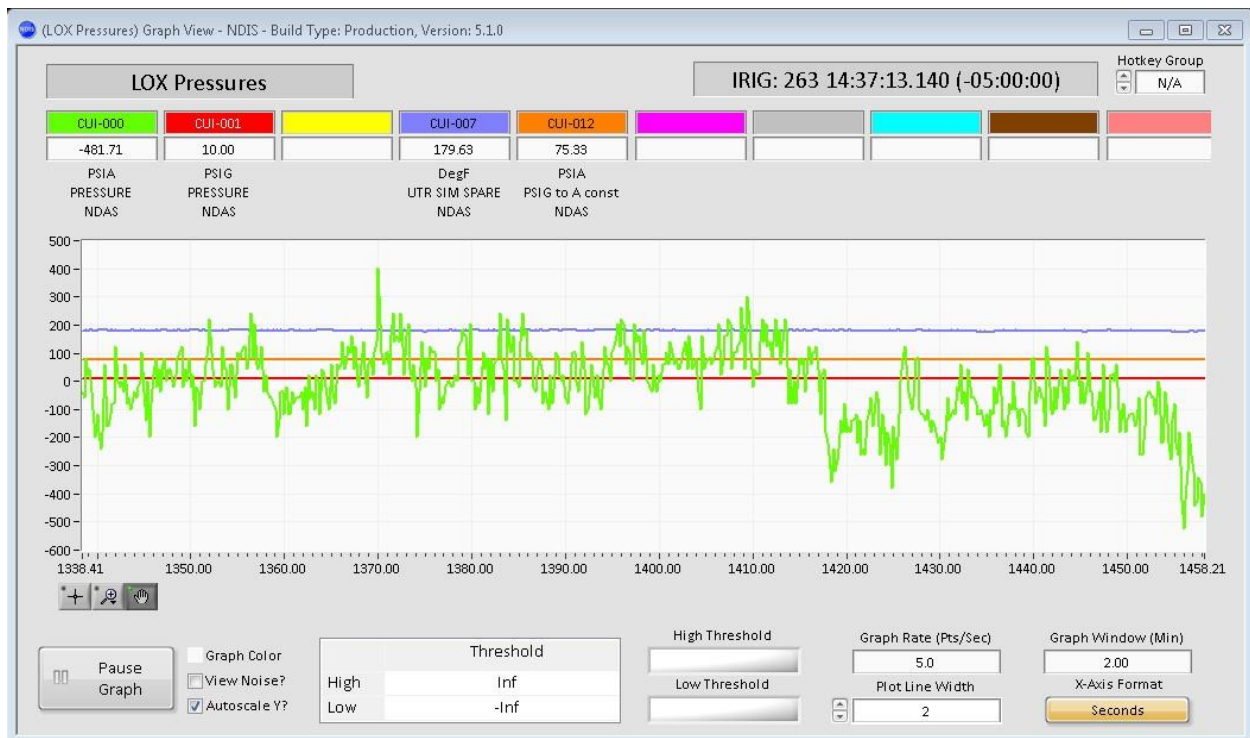 (LOX Pressures) Graph View - NDIS - Build Type: Production, Version: 5.1.0
LOX Pressures
IRIG: 263 14:37:13.140 (-05:00:00)
Hotkey Group
N/A
CUI-000 CUI-001 CUI-007 CUI-012
-481.71 10.00 179.63 75.33
PSIA PSIG DegF PSIA
PRESSURE PRESSURE UTR SIM SPARE PSIG to A const
NDAS NDAS NDAS NDAS
500
400
300
200
100
0
-100
-200
-300
-400
-500
-600
1338.41 1350.00 1360.00 1370.00 1380.00 1390.00 1400.00 1410.00 1420.00 1430.00 1440.00 1450.00 1458.21
Pause
Graph
Graph Color
View Noise?
Autoscale Y?
Threshold
High Inf
Low -Inf
High Threshold
Low Threshold
Graph Rate (Pts/Sec)
5.0
Plot Line Width
2
Graph Window (Min)
2.00
X-Axis Format
Seconds